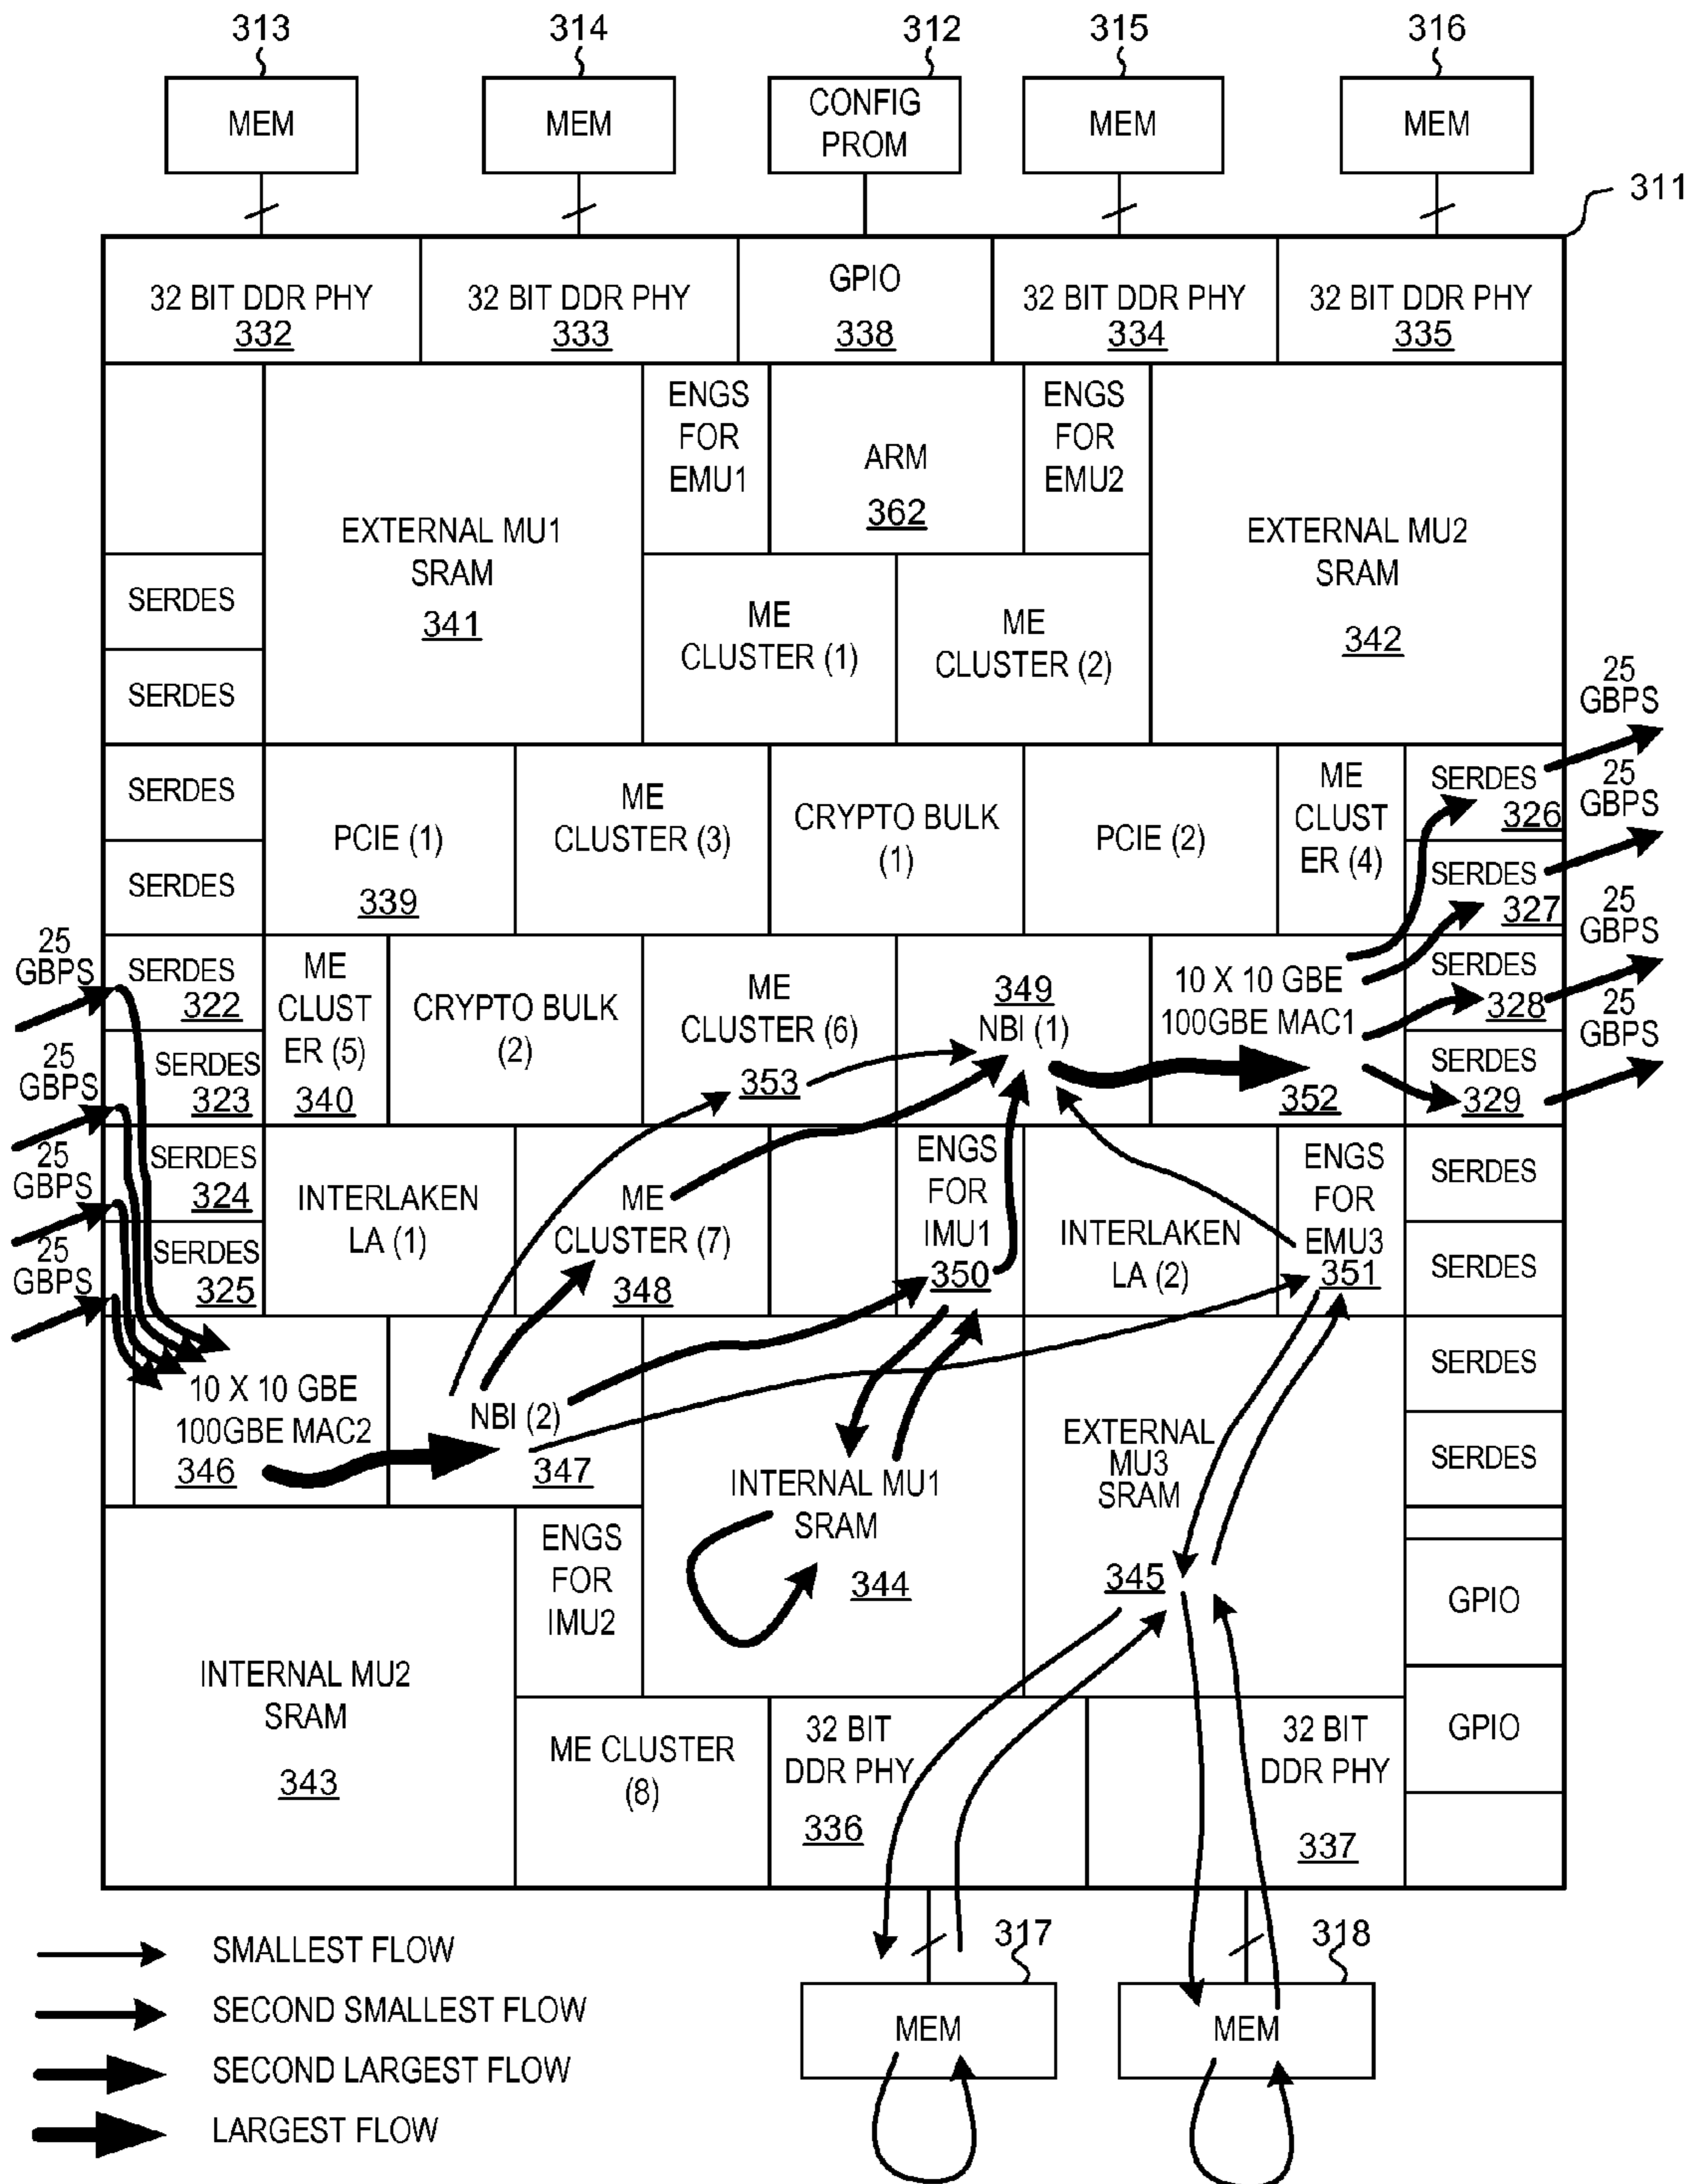 313
314
312
315
316
MEM
MEM
CONFIG
PROM
MEM
MEM
311
32 BIT DDR PHY
332
32 BIT DDR PHY
333
GPIO
338
32 BIT DDR PHY
334
32 BIT DDR PHY
335
EXTERNAL MU1
SRAM
341
ENGS
FOR
EMU1
ARM
362
ENGS
FOR
EMU2
EXTERNAL MU2
SRAM
342
SERDES
SERDES
ME
CLUSTER (1)
ME
CLUSTER (2)
SERDES
SERDES
PCIE (1)
339
ME
CLUSTER (3)
CRYPTO BULK
(1)
PCIE (2)
ME
CLUST
ER (4)
SERDES
326
SERDES
327
25
GBPS
25
GBPS
25
GBPS
25
GBPS
25
GBPS
25
GBPS
25
GBPS
25
GBPS
SERDES
322
SERDES
323
ME
CLUST
ER (5)
340
CRYPTO BULK
(2)
ME
CLUSTER (6)
353
349
NBI (1)
10 X 10 GBE
100GBE MAC1
352
SERDES
328
SERDES
329
SERDES
324
SERDES
325
INTERLAKEN
LA (1)
ME
CLUSTER (7)
348
ENGS
FOR
IMU1
350
INTERLAKEN
LA (2)
ENGS
FOR
EMU3
351
SERDES
SERDES
10 X 10 GBE
100GBE MAC2
346
NBI (2)
347
INTERNAL MU1
SRAM
344
EXTERNAL
MU3
SRAM
345
SERDES
SERDES
INTERNAL MU2
SRAM
343
ENGS
FOR
IMU2
GPIO
ME CLUSTER
(8)
32 BIT
DDR PHY
336
32 BIT
DDR PHY
337
GPIO
317
318
MEM
MEM
SMALLEST FLOW
SECOND SMALLEST FLOW
SECOND LARGEST FLOW
LARGEST FLOW